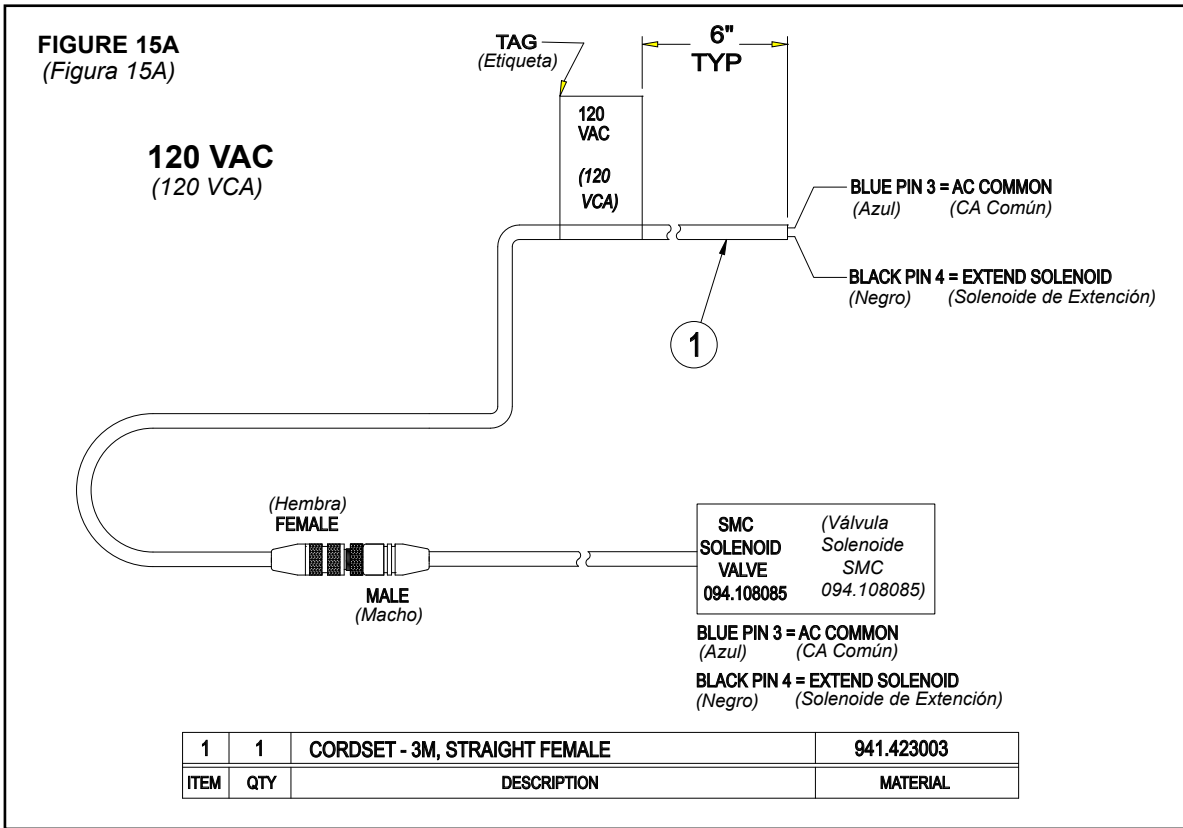 FIGURE 15A
(Figura 15A)
120 VAC
(120 VCA)
TAG
(Etiqueta)
6"
TYP
120
VAC
(120
VCA)
BLUE PIN 3 = AC COMMON
(Azul) (CA Común)
BLACK PIN 4 = EXTEND SOLENOID
(Negro) (Solenoide de Extención)
1
(Hembra)
FEMALE
MALE
(Macho)
SMC
SOLENOID
VALVE
094.108085
(Válvula
Solenoide
SMC
094.108085)
BLUE PIN 3 = AC COMMON
(Azul) (CA Común)
BLACK PIN 4 = EXTEND SOLENOID
(Negro) (Solenoide de Extención)
1 1 CORDSET - 3M, STRAIGHT FEMALE 941.423003
ITEM QTY DESCRIPTION MATERIAL